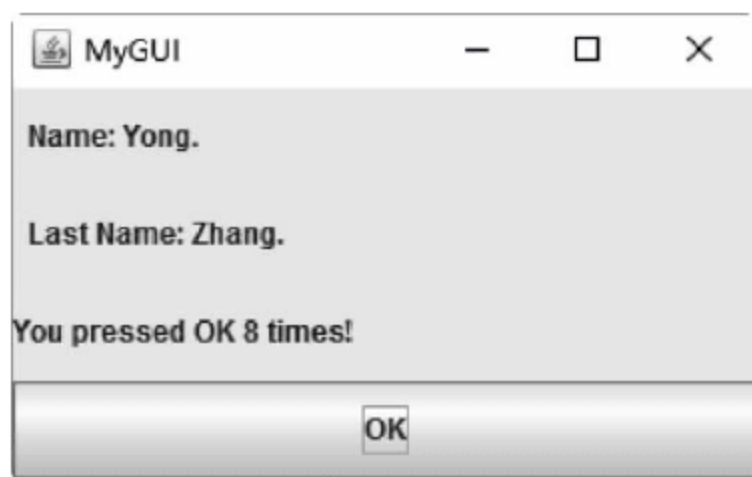 MyGUI
Name: Yong.
Last Name: Zhang.
You pressed OK 8 times!
OK